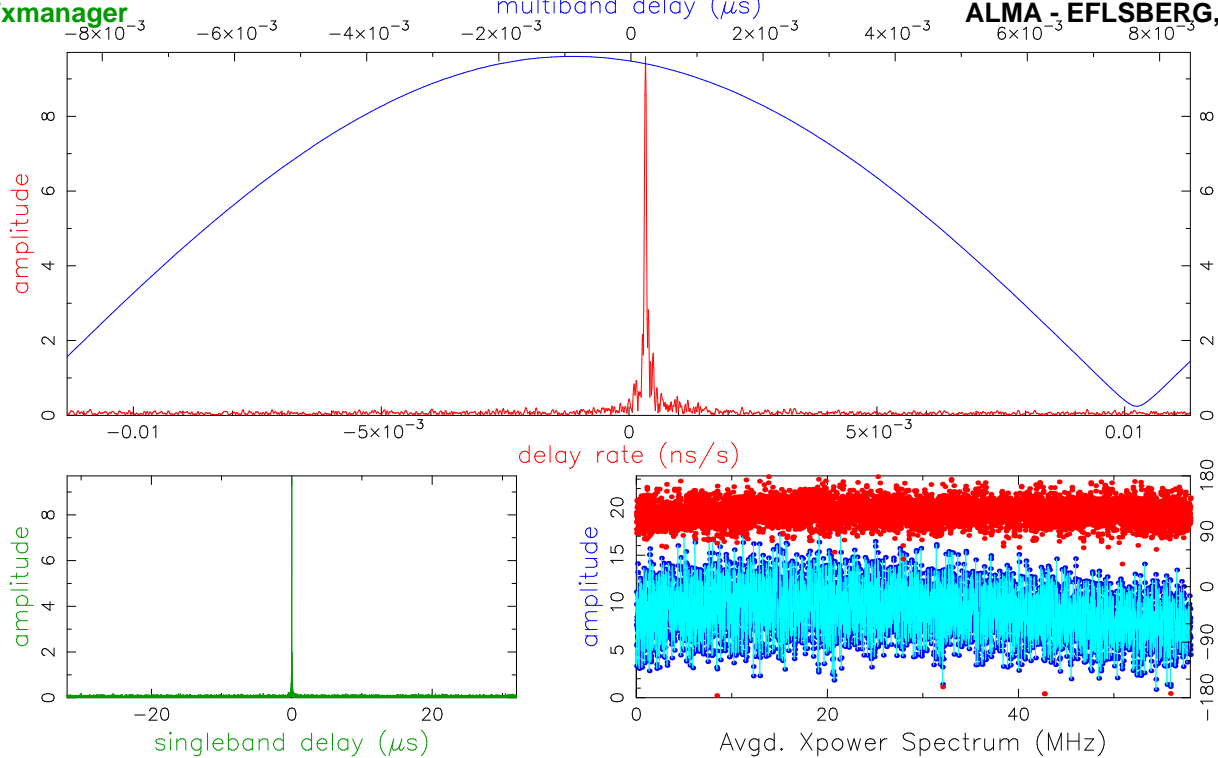 multiband delay (μs)
fxmanager
ALMA - EFLSBERG,
−8×10⁻³ −6×10⁻³ −4×10⁻³ −2×10⁻³ 0 2×10⁻³ 4×10⁻³ 6×10⁻³ 8×10⁻³
amplitude
8 8
6 6
4 4
2 2
0 0
−0.01 −5×10⁻³ 0 5×10⁻³ 0.01
delay rate (ns/s)
amplitude
8
6
4
2
0
−20 0 20
singleband delay (μs)
amplitude
20
15
10
5
0
180
90
0
−90
−180
0 20 40
Avgd. Xpower Spectrum (MHz)